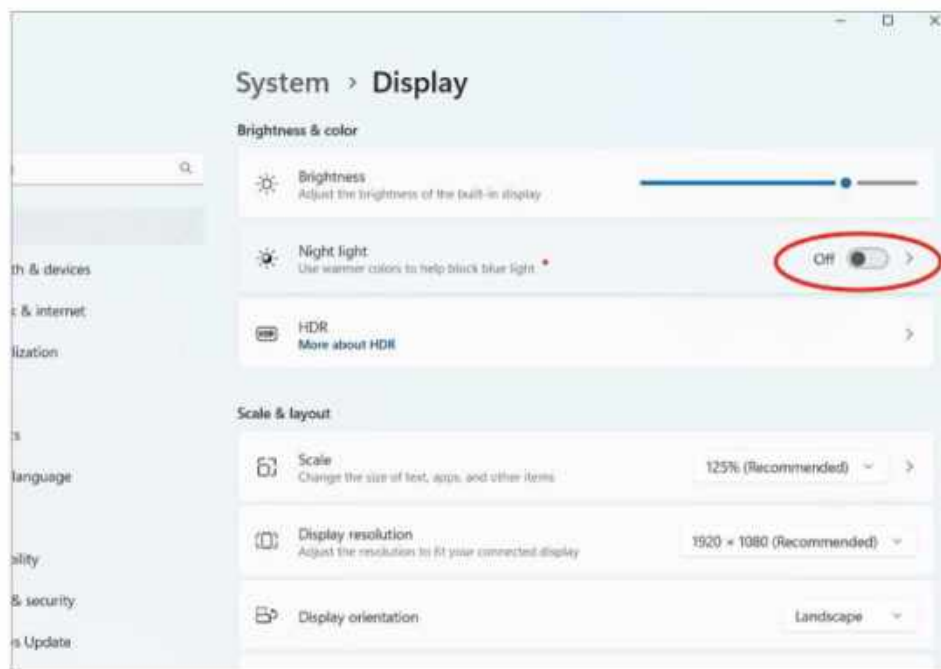 System > Display
Brightness & color
Brightness
Adjust the brightness of the built-in display
th & devices
Night light
Use warmer colors to help block blue light
Off
& internet
lization
HDR
HDR
More about HDR
Scale & layout
s
language
Scale
Change the size of text, apps, and other items
125% (Recommended)
Display resolution
Adjust the resolution to fit your connected display
1920 × 1080 (Recommended)
bility
& security
s Update
Display orientation
Landscape